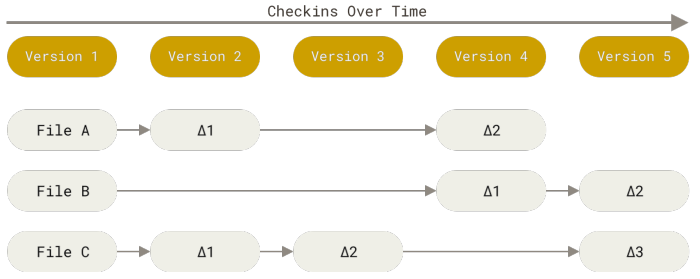 Checkins Over Time
Version 1 Version 2 Version 3 Version 4 Version 5
File A Δ1 Δ2
File B Δ1 Δ2
File C Δ1 Δ2 Δ3